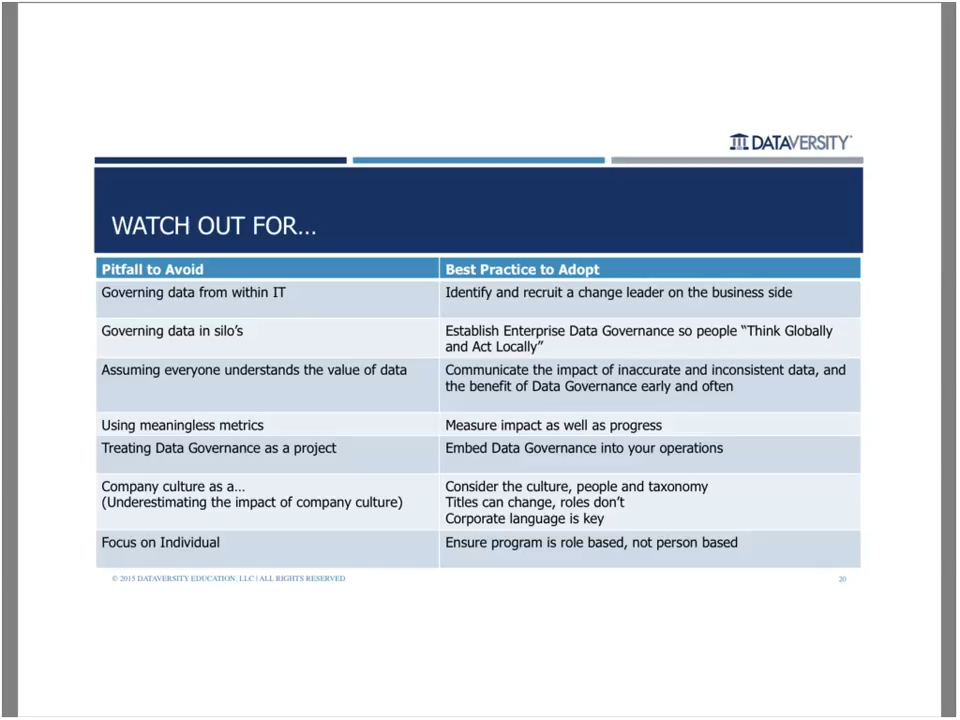 DATAVERSITY
WATCH OUT FOR...
Pitfall to Avoid
Best Practice to Adopt
Governing data from within IT
Identify and recruit a change leader on the business side
Governing data in silo’s
Establish Enterprise Data Governance so people “Think Globally
and Act Locally”
Assuming everyone understands the value of data
Communicate the impact of inaccurate and inconsistent data, and
the benefit of Data Governance early and often
Using meaningless metrics
Measure impact as well as progress
Treating Data Governance as a project
Embed Data Governance into your operations
Company culture as a...
(Underestimating the impact of company culture)
Consider the culture, people and taxonomy
Titles can change, roles don’t
Corporate language is key
Focus on Individual
Ensure program is role based, not person based
© 2015 DATAVERSITY EDUCATION, LLC | ALL RIGHTS RESERVED
20